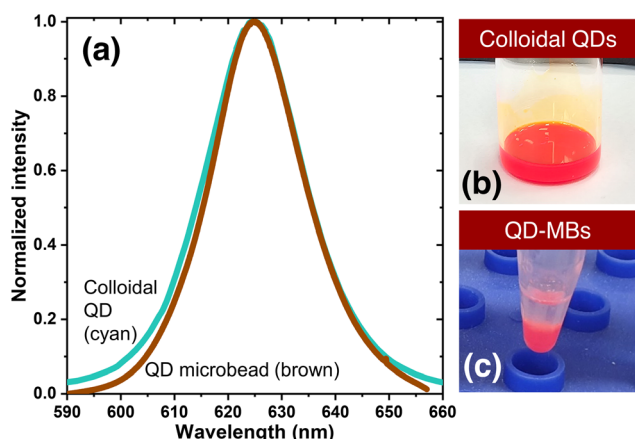 (a)
Normalized intensity
1.0
0.8
0.6
0.4
0.2
0.0
Colloidal
QD
(cyan)
QD microbead (brown)
590 600 610 620 630 640 650 660
Wavelength (nm)
Colloidal QDs
(b)
QD-MBs
(c)